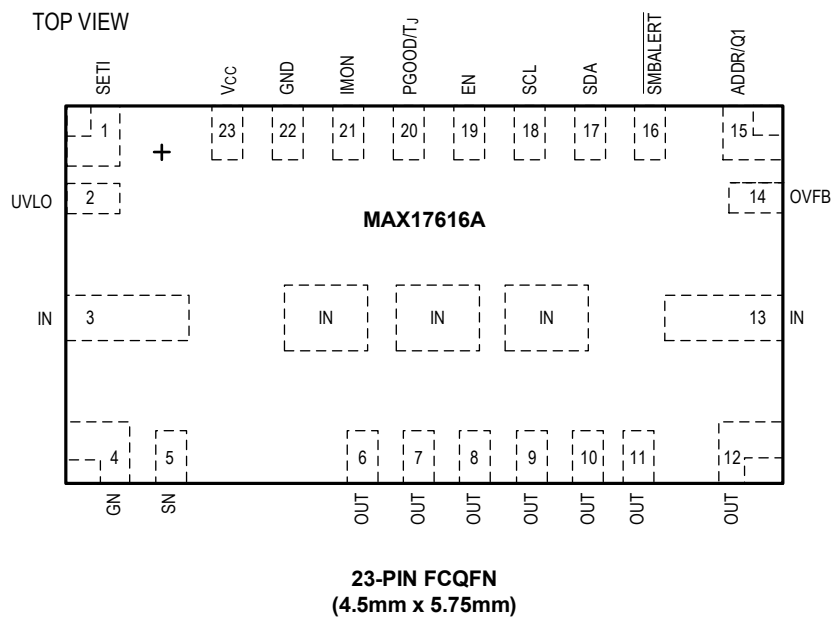 TOP VIEW
SETI
VCC
GND
IMON
PGOOD/TJ
EN
SCL
SDA
SMBALERT
ADDR/Q1
1
+
23
22
21
20
19
18
17
16
15
UVLO
2
14
OVFB
MAX17616A
IN
3
IN
IN
IN
13
IN
4
5
6
7
8
9
10
11
12
GN
SN
OUT
OUT
OUT
OUT
OUT
OUT
OUT
23-PIN FCQFN
(4.5mm x 5.75mm)